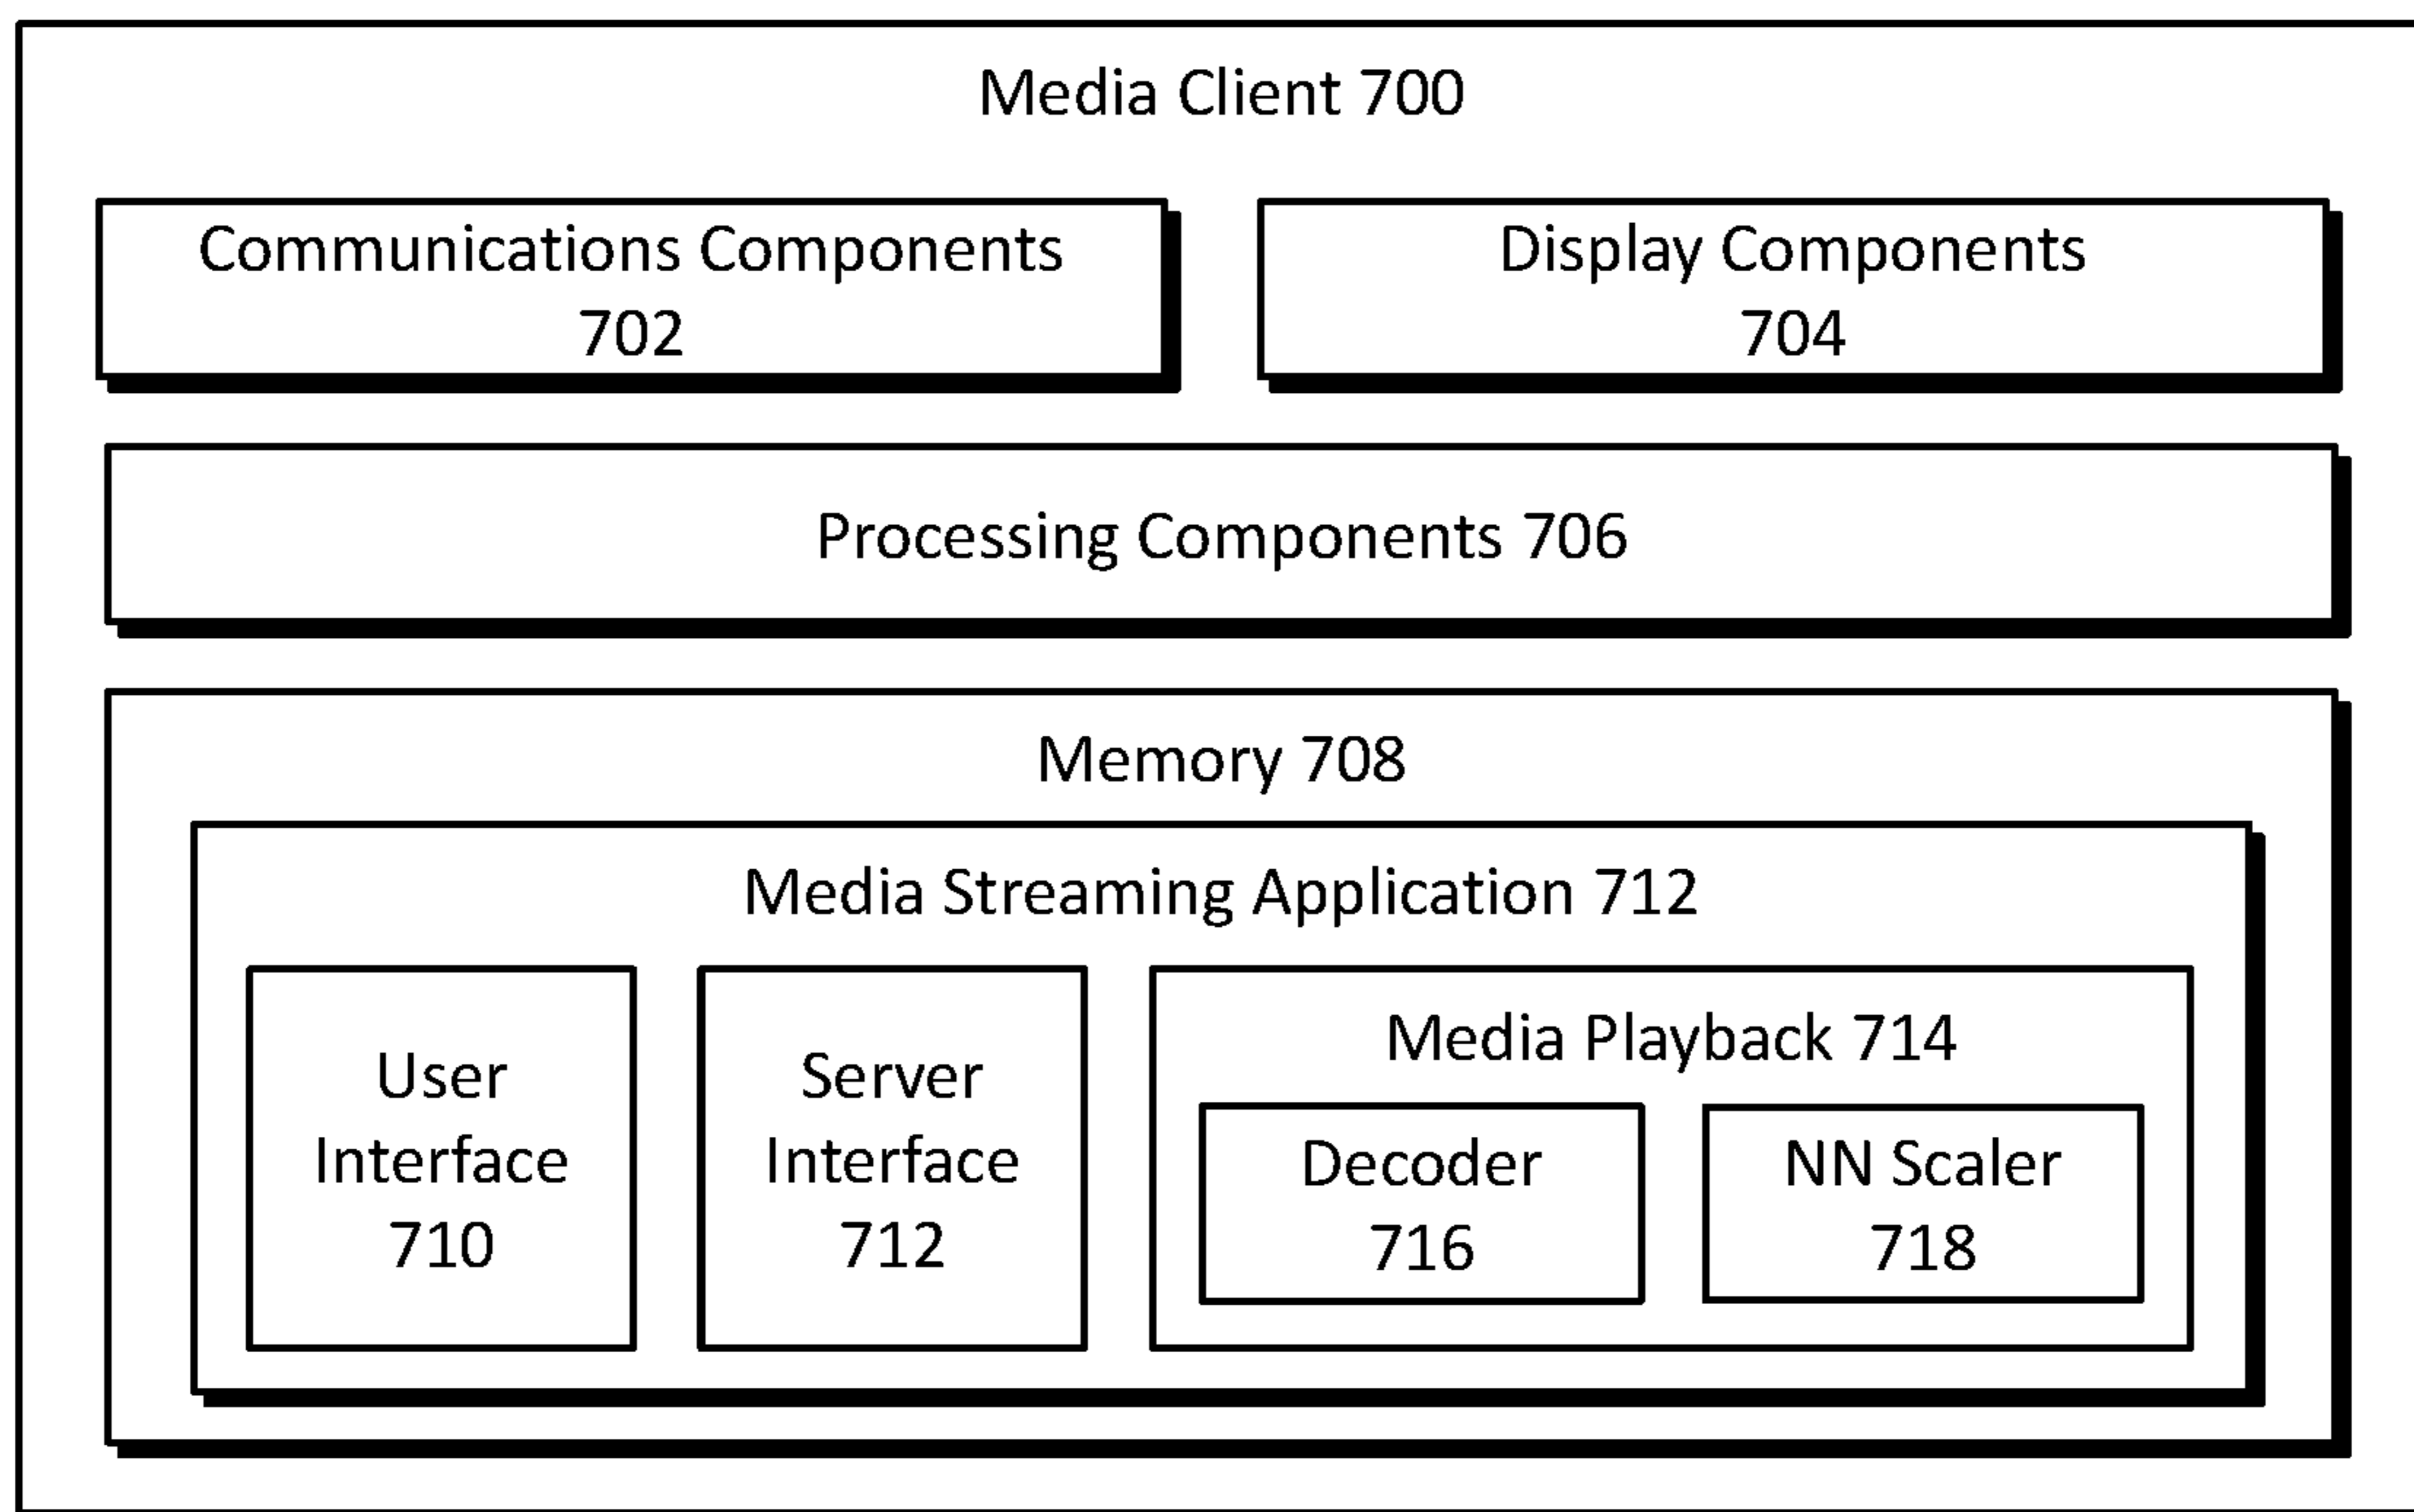 Media Client 700
Communications Components
702
Display Components
704
Processing Components 706
Memory 708
Media Streaming Application 712
User
Interface
710
Server
Interface
712
Media Playback 714
Decoder
716
NN Scaler
718